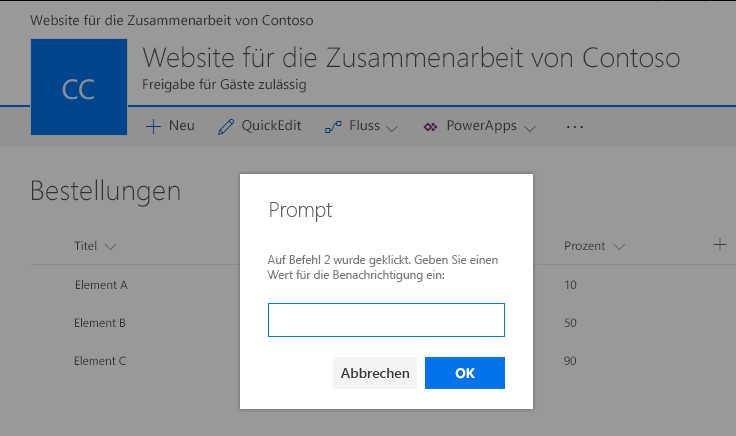 Website für die Zusammenarbeit von Contoso
CC
Website für die Zusammenarbeit von Contoso
Freigabe für Gäste zulässig
Neu QuickEdit Fluss PowerApps ...
Bestellungen
Prompt
Titel Prozent
Auf Befehl 2 wurde geklickt. Geben Sie einen
Wert für die Benachrichtigung ein:
Element A 10
Element B 50
Element C 90
Abbrechen OK